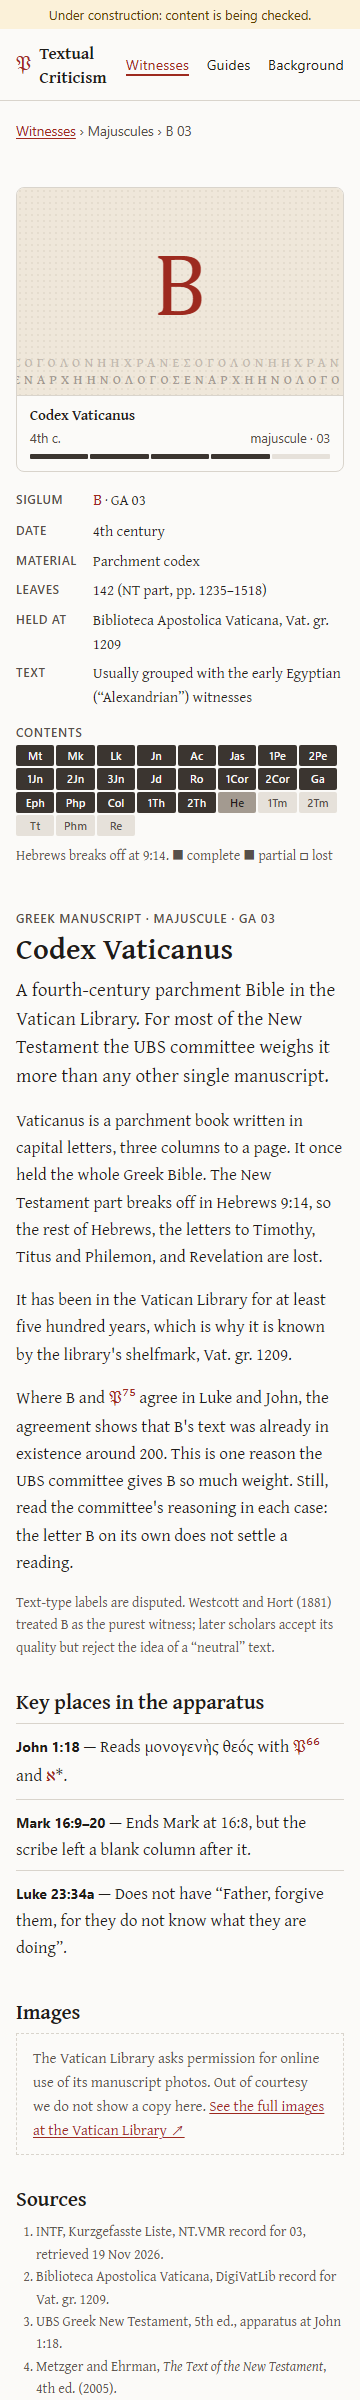 Under construction: content is being checked.
𝔓 Textual Criticism Witnesses Guides Background
Witnesses › Majuscules › B 03
B
ΣΟΓΟΛΟΝΗΗΧΡΑΝΕΣΟΓΟΛΟΝΗΗΧΡΑΝ
ΕΝΑΡΧΗΗΝΟΛΟΓΟΣΕΝΑΡΧΗΗΝΟΛΟΓΟ
Codex Vaticanus
4th c. majuscule · 03
SIGLUM B · GA 03
DATE 4th century
MATERIAL Parchment codex
LEAVES 142 (NT part, pp. 1235–1518)
HELD AT Biblioteca Apostolica Vaticana, Vat. gr.
1209
TEXT Usually grouped with the early Egyptian
(“Alexandrian”) witnesses
CONTENTS
Mt Mk Lk Jn Ac Jas 1Pe 2Pe
1Jn 2Jn 3Jn Jd Ro 1Cor 2Cor Ga
Eph Php Col 1Th 2Th He 1Tm 2Tm
Tt Phm Re
Hebrews breaks off at 9:14. ■ complete ■ partial □ lost
GREEK MANUSCRIPT · MAJUSCULE · GA 03
Codex Vaticanus
A fourth-century parchment Bible in the
Vatican Library. For most of the New
Testament the UBS committee weighs it
more than any other single manuscript.
Vaticanus is a parchment book written in
capital letters, three columns to a page. It once
held the whole Greek Bible. The New
Testament part breaks off in Hebrews 9:14, so
the rest of Hebrews, the letters to Timothy,
Titus and Philemon, and Revelation are lost.
It has been in the Vatican Library for at least
five hundred years, which is why it is known
by the library's shelfmark, Vat. gr. 1209.
Where B and 𝔓⁷⁵ agree in Luke and John, the
agreement shows that B's text was already in
existence around 200. This is one reason the
UBS committee gives B so much weight. Still,
read the committee's reasoning in each case:
the letter B on its own does not settle a
reading.
Text-type labels are disputed. Westcott and Hort (1881)
treated B as the purest witness; later scholars accept its
quality but reject the idea of a “neutral” text.
Key places in the apparatus
John 1:18 — Reads μονογενὴς θεός with 𝔓⁶⁶
and ℵ*.
Mark 16:9–20 — Ends Mark at 16:8, but the
scribe left a blank column after it.
Luke 23:34a — Does not have “Father, forgive
them, for they do not know what they are
doing”.
Images
The Vatican Library asks permission for online
use of its manuscript photos. Out of courtesy
we do not show a copy here. See the full images
at the Vatican Library ↗
Sources
1. INTF, Kurzgefasste Liste, NT.VMR record for 03,
retrieved 19 Nov 2026.
2. Biblioteca Apostolica Vaticana, DigiVatLib record for
Vat. gr. 1209.
3. UBS Greek New Testament, 5th ed., apparatus at John
1:18.
4. Metzger and Ehrman, The Text of the New Testament,
4th ed. (2005).